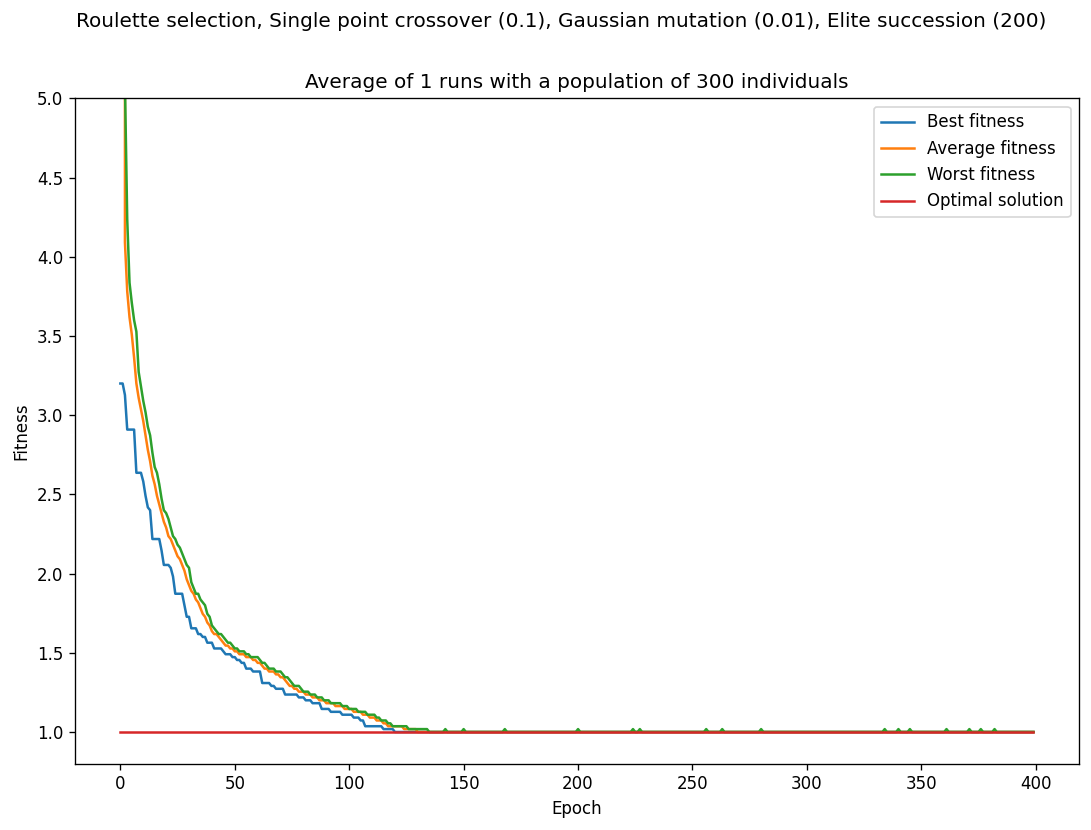 Roulette selection, Single point crossover (0.1), Gaussian mutation (0.01), Elite succession (200)
Average of 1 runs with a population of 300 individuals
Best fitness
Average fitness
Worst fitness
Optimal solution
Fitness
5.0
4.5
4.0
3.5
3.0
2.5
2.0
1.5
1.0
0 50 100 150 200 250 300 350 400
Epoch